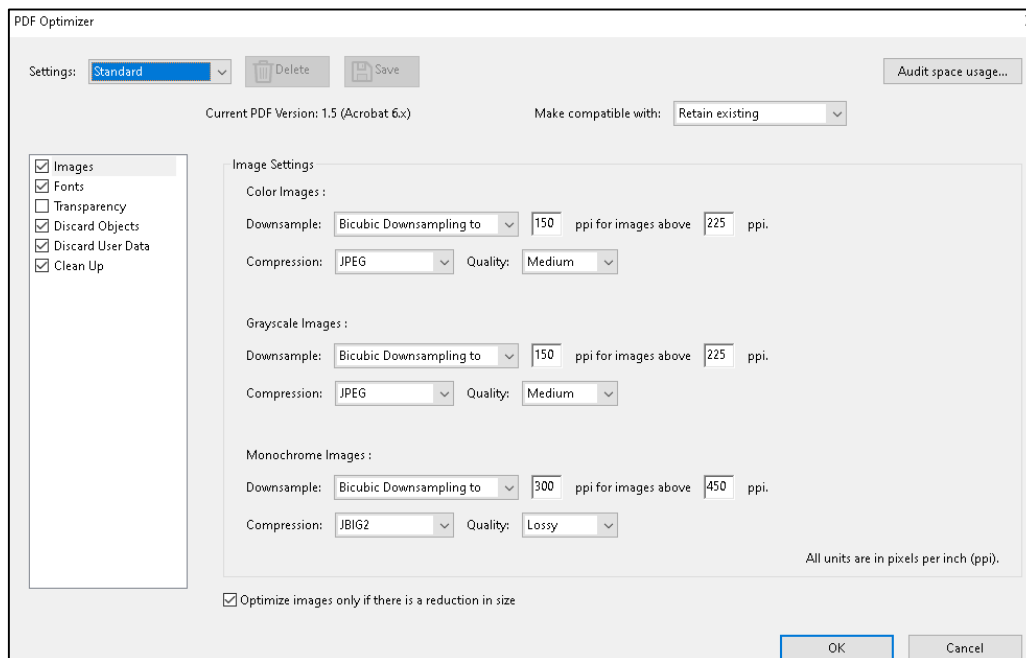 PDF Optimizer
Settings: Standard Delete Save Audit space usage...
Current PDF Version: 1.5 (Acrobat 6.x) Make compatible with: Retain existing
Images
Fonts
Transparency
Discard Objects
Discard User Data
Clean Up
Image Settings
Color Images :
Downsample: Bicubic Downsampling to 150 ppi for images above 225 ppi.
Compression: JPEG Quality: Medium
Grayscale Images :
Downsample: Bicubic Downsampling to 150 ppi for images above 225 ppi.
Compression: JPEG Quality: Medium
Monochrome Images :
Downsample: Bicubic Downsampling to 300 ppi for images above 450 ppi.
Compression: JBIG2 Quality: Lossy
All units are in pixels per inch (ppi).
Optimize images only if there is a reduction in size
OK Cancel